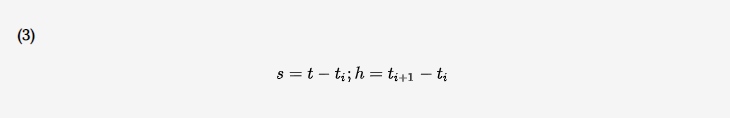 (3)
s = t − t_i; h = t_{i+1} − t_i